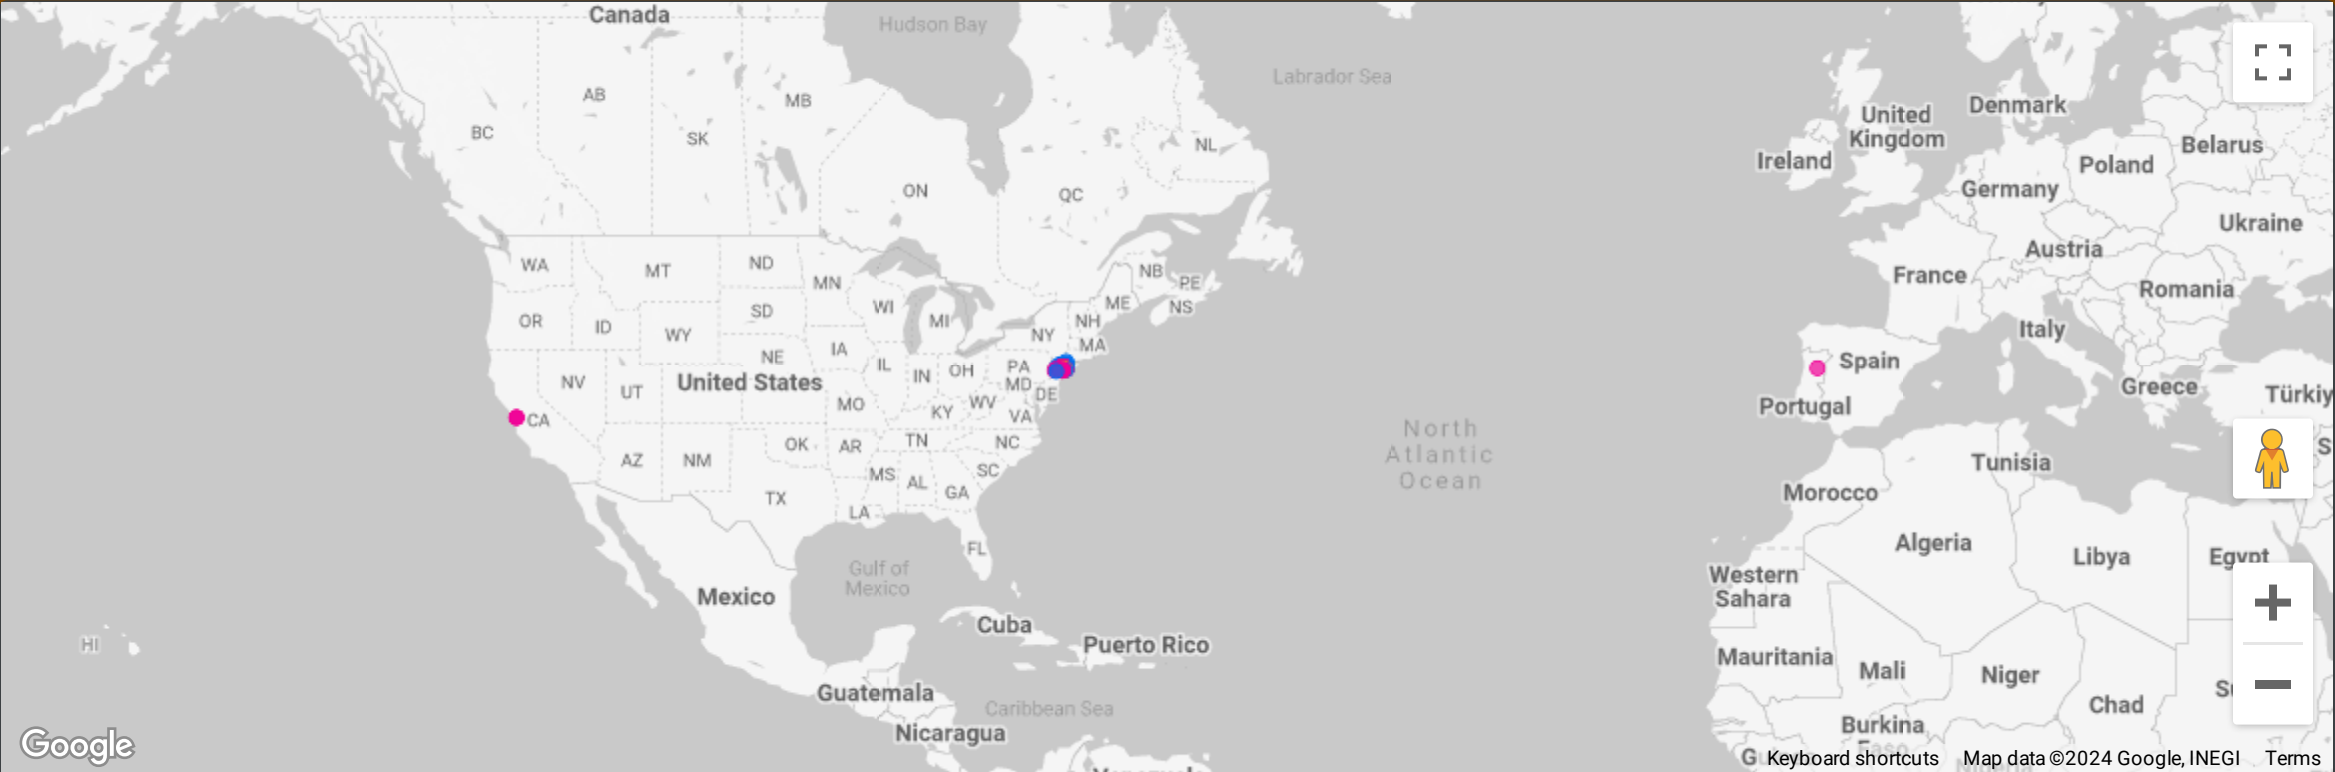 Canada
Hudson Bay
Labrador Sea
AB
MB
BC
SK
NL
ON
QC
United
Kingdom
Denmark
Ireland
Belarus
Poland
Germany
Ukraine
Austria
France
Romania
Italy
Spain
Greece
Türkiy
Portugal
WA
MT
ND
MN
NB
PE
ME
NS
OR
ID
SD
WI
MI
NH
WY
NY
MA
NE
IA
IL
IN
OH
PA
MD
DE
NV
UT
United States
MO
KY
WV
VA
CA
AZ
NM
OK
AR
TN
NC
MS
AL
GA
SC
TX
LA
FL
North
Atlantic
Ocean
Tunisia
S
Morocco
Algeria
Libya
Egypt
Western
Sahara
Gulf of
Mexico
Mexico
Cuba
Puerto Rico
HI
Mauritania
Mali
Niger
Chad
Guatemala
Caribbean Sea
Nicaragua
Burkina
Faso
Google
Keyboard shortcuts
Map data ©2024 Google, INEGI
Terms